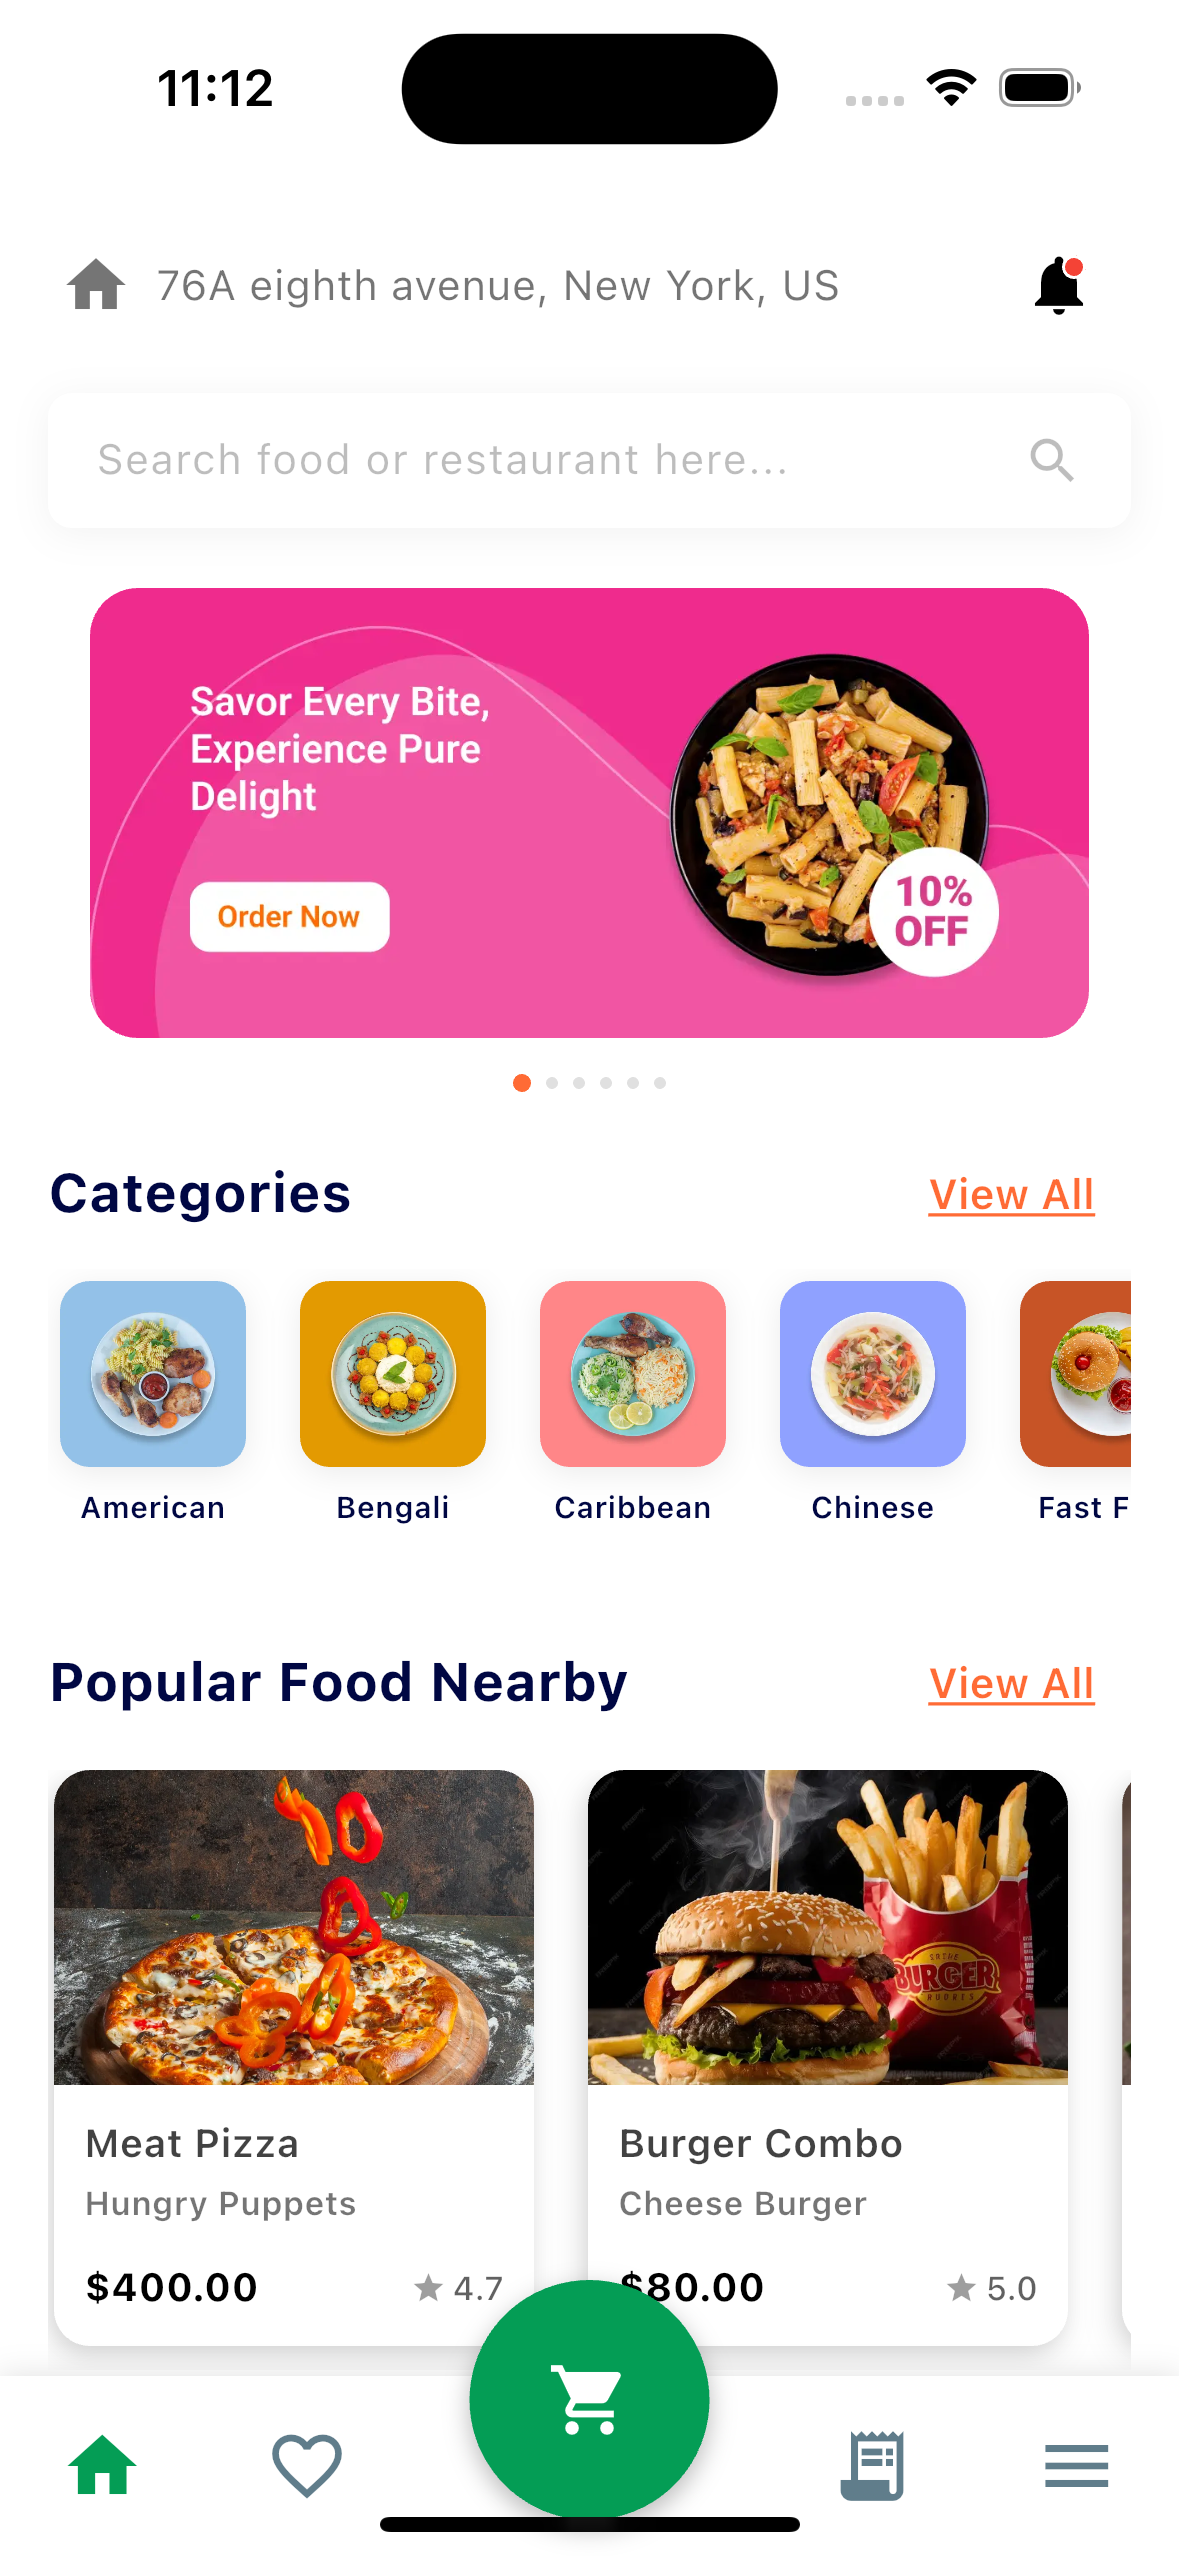 11:12
76A eighth avenue, New York, US
Search food or restaurant here...
Savor Every Bite,
Experience Pure
Delight
Order Now
10%
OFF
Categories
View All
American
Bengali
Caribbean
Chinese
Fast F
Popular Food Nearby
View All
BURGER
Meat Pizza
Hungry Puppets
$400.00
4.7
Burger Combo
Cheese Burger
$80.00
5.0